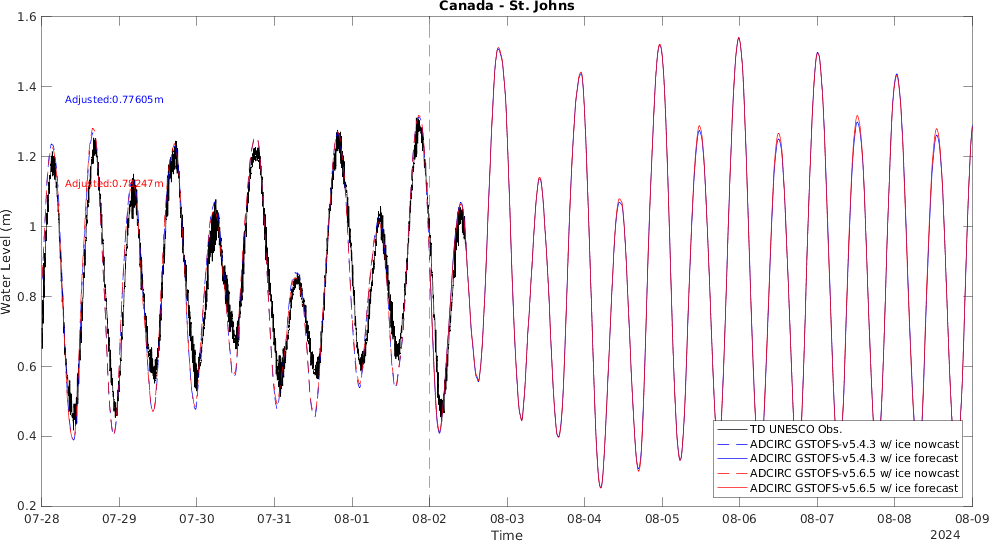 Canada - St. Johns
1.6
1.4
1.2
1
0.8
0.6
0.4
0.2
Water Level (m)
Adjusted:0.77605m
TD UNESCO Obs.
ADCIRC GSTOFS-v5.4.3 w/ ice nowcast
ADCIRC GSTOFS-v5.4.3 w/ ice forecast
ADCIRC GSTOFS-v5.6.5 w/ ice nowcast
ADCIRC GSTOFS-v5.6.5 w/ ice forecast
07-28 07-29 07-30 07-31 08-01 08-02 08-03 08-04 08-05 08-06 08-07 08-08 08-09
Time
2024